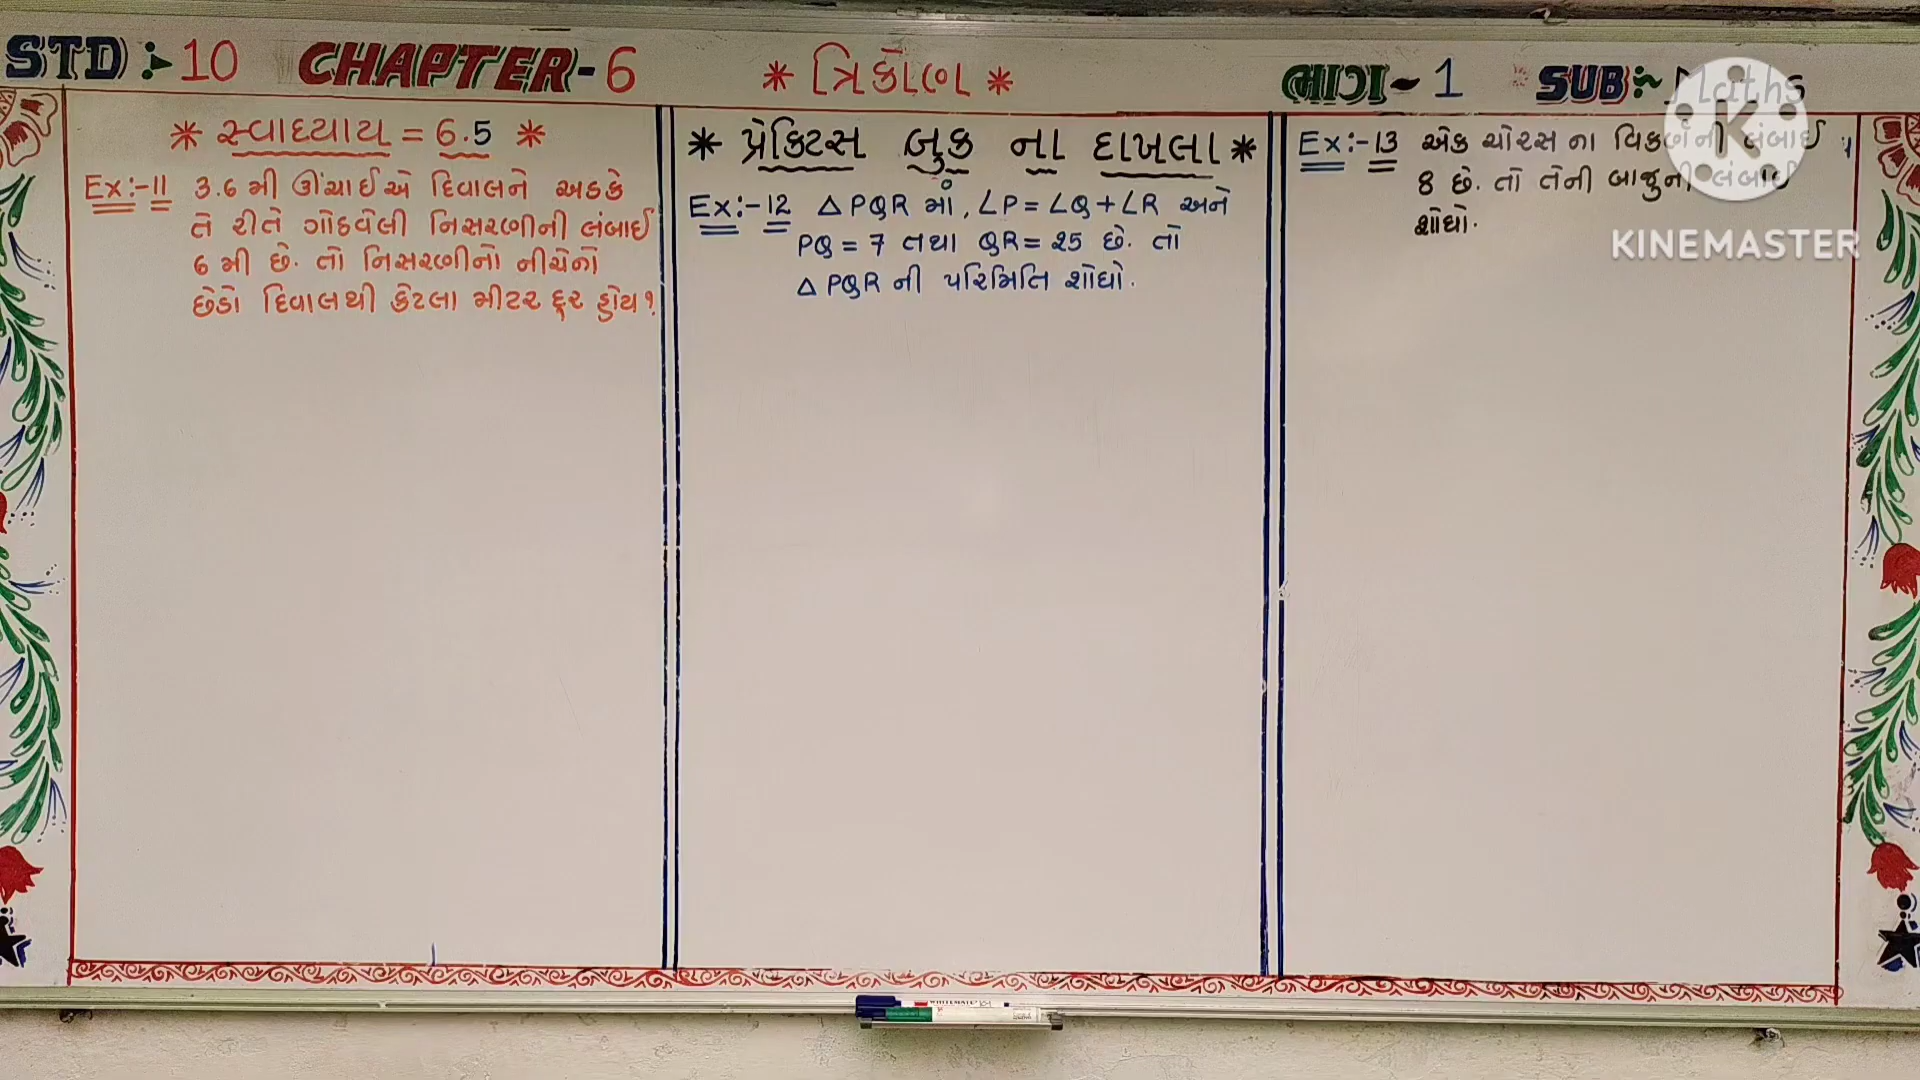 STD :- 10 CHAPTER - 6 * ત્રિકોણ * ભાગ - 1 * SUB :-
* સ્વાધ્યાય = 6.5 *
Ex:-11 3.6 મી ઊંચાઈએ દિવાલને અડકે
તે રીતે ગોઠવેલી નિસરણીની લંબાઈ
6 મી છે. તો નિસરણીનો નીચેનો
છેડો દિવાલથી કેટલા મીટર દૂર હોય?
* પ્રેકિટસ બુક ના દાખલા *
Ex:-12 △ PQR માં, ∠P = ∠Q + ∠R અને
PQ = 7 તથા QR = 25 છે. તો
△ PQR ની પરિમિતિ શોધો.
Ex:-13 એક ચોરસ ના વિકર્ણની લંબાઈ
8 છે. તો તેની બાજુની લંબાઈ
શોધો.
K
KINEMASTER